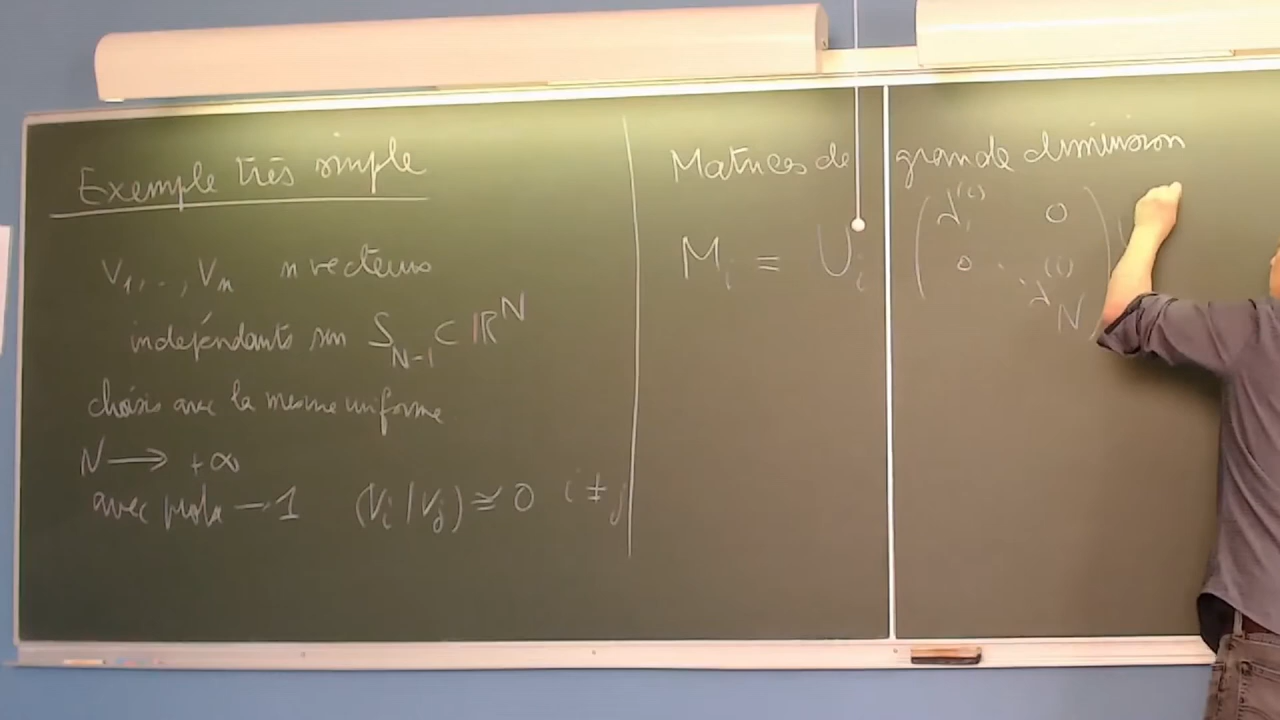 Exemple très simple
V₁, .., Vₙ n vecteurs
indépendants sur S_{N-1} ⊂ ℝ^N
choisis avec la mesure uniforme
N → +∞
avec proba → 1 (Vᵢ | Vⱼ) ≃ 0 i ≠ j
Matrices de grande dimension
Mᵢ = Uᵢ ( λ₁^{(i)} 0
0 ⋱ λ_N^{(i)} )